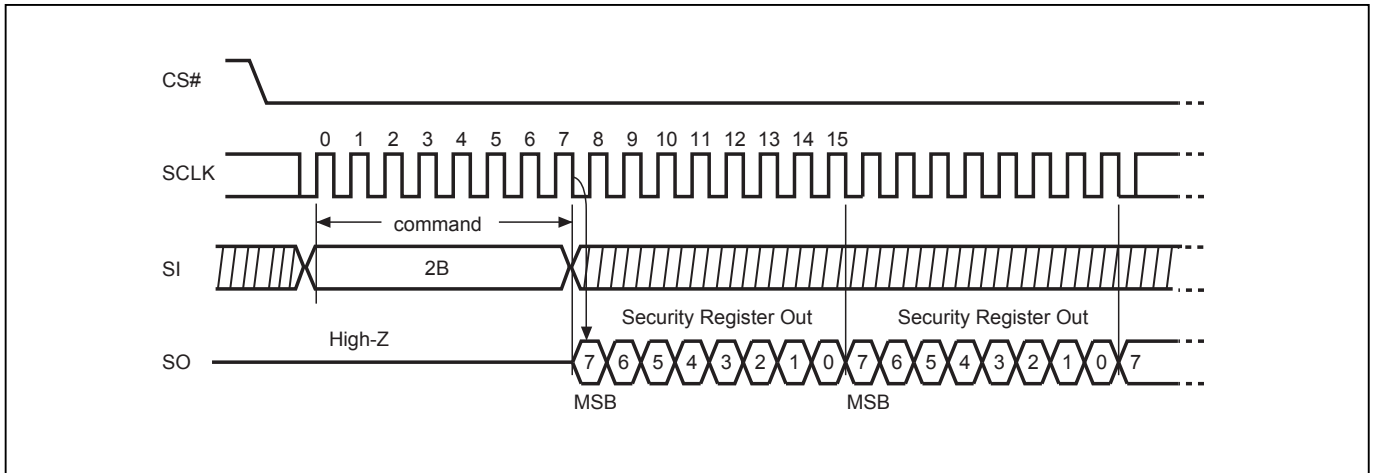 CS#
0 1 2 3 4 5 6 7 8 9 10 11 12 13 14 15
SCLK
command
SI
2B
Security Register Out Security Register Out
High-Z
SO
7 6 5 4 3 2 1 0 7 6 5 4 3 2 1 0 7
MSB MSB